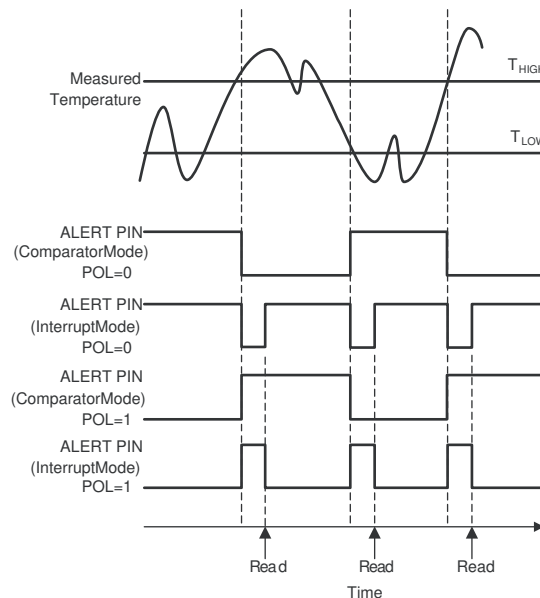 Measured
Temperature
THIGH
TLOW
ALERT PIN
(ComparatorMode)
POL=0
ALERT PIN
(InterruptMode)
POL=0
ALERT PIN
(ComparatorMode)
POL=1
ALERT PIN
(InterruptMode)
POL=1
Read
Read
Read
Time